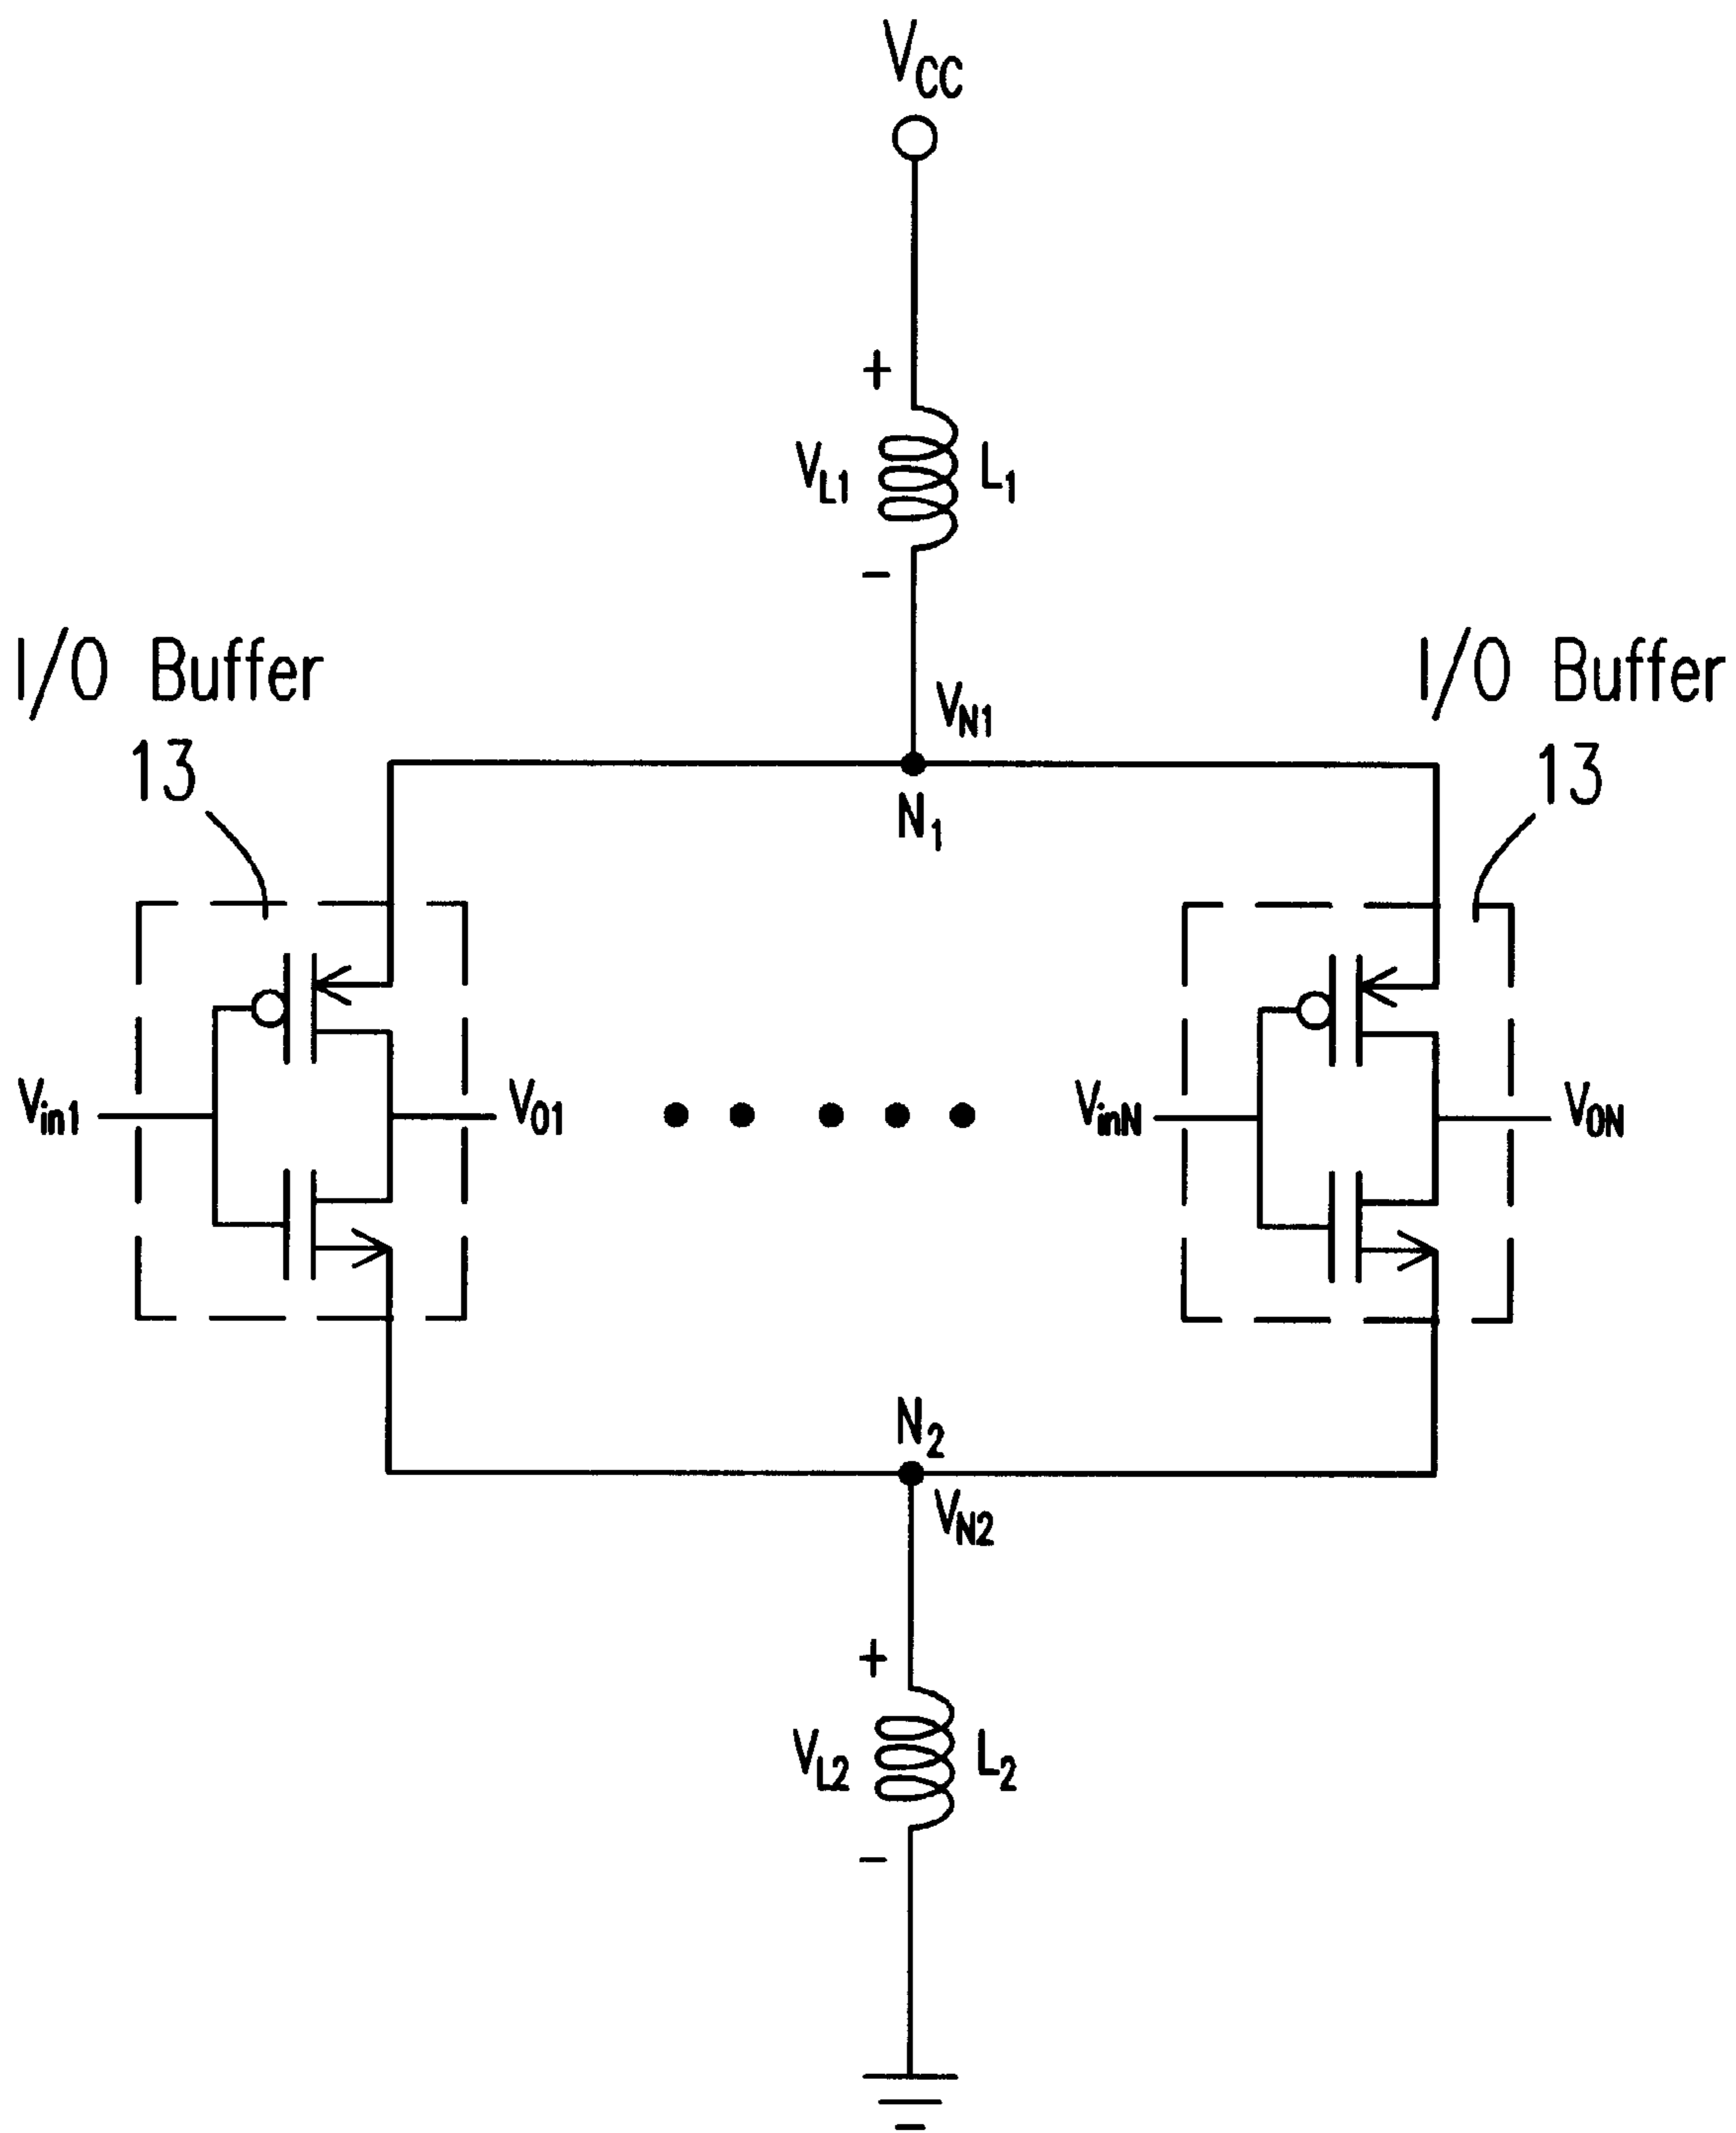 VCC
+
VL1 L1
-
I/O Buffer
13
VN1
N1
I/O Buffer
13
Vin1
VO1
VinN
VON
N2
VN2
+
VL2 L2
-